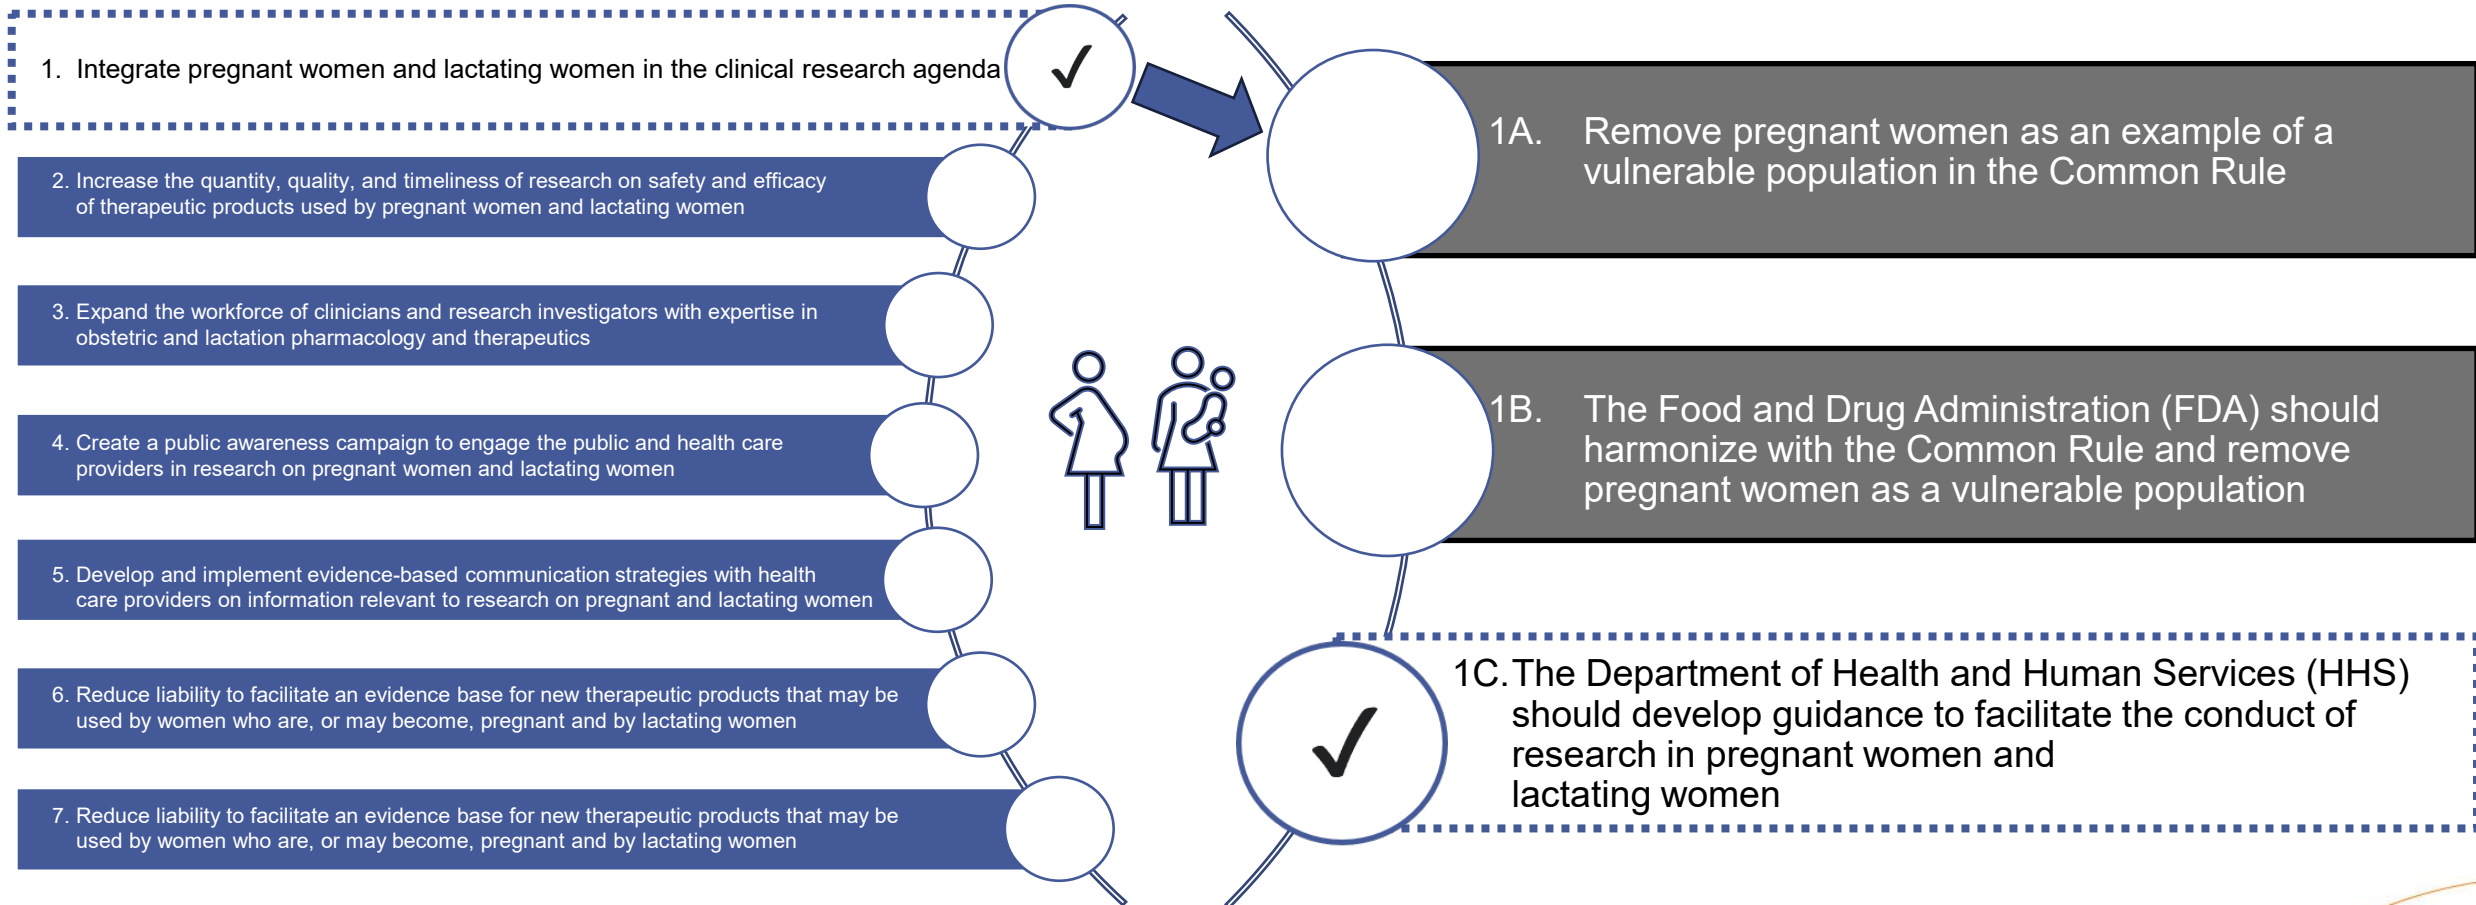 1. Integrate pregnant women and lactating women in the clinical research agenda
2. Increase the quantity, quality, and timeliness of research on safety and efficacy
of therapeutic products used by pregnant women and lactating women
3. Expand the workforce of clinicians and research investigators with expertise in
obstetric and lactation pharmacology and therapeutics
4. Create a public awareness campaign to engage the public and health care
providers in research on pregnant women and lactating women
5. Develop and implement evidence-based communication strategies with health
care providers on information relevant to research on pregnant and lactating women
6. Reduce liability to facilitate an evidence base for new therapeutic products that may be
used by women who are, or may become, pregnant and by lactating women
7. Reduce liability to facilitate an evidence base for new therapeutic products that may be
used by women who are, or may become, pregnant and by lactating women
1A. Remove pregnant women as an example of a
vulnerable population in the Common Rule
1B. The Food and Drug Administration (FDA) should
harmonize with the Common Rule and remove
pregnant women as a vulnerable population
1C. The Department of Health and Human Services (HHS)
should develop guidance to facilitate the conduct of
research in pregnant women and
lactating women